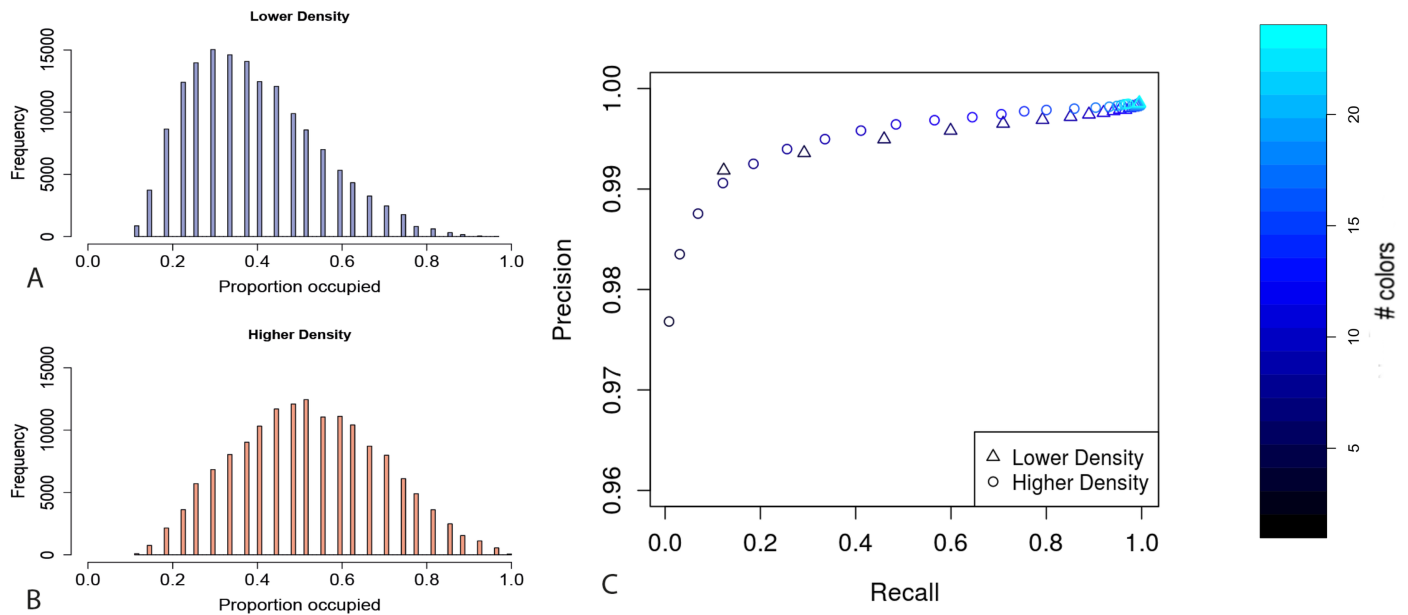 Lower Density
Frequency
15000
10000
5000
0
0.0 0.2 0.4 0.6 0.8 1.0
Proportion occupied
A
Higher Density
Frequency
15000
10000
5000
0
0.0 0.2 0.4 0.6 0.8 1.0
Proportion occupied
B
Precision
1.00
0.99
0.98
0.97
0.96
Lower Density
Higher Density
0.0 0.2 0.4 0.6 0.8 1.0
Recall
C
20
15
10
5
# colors